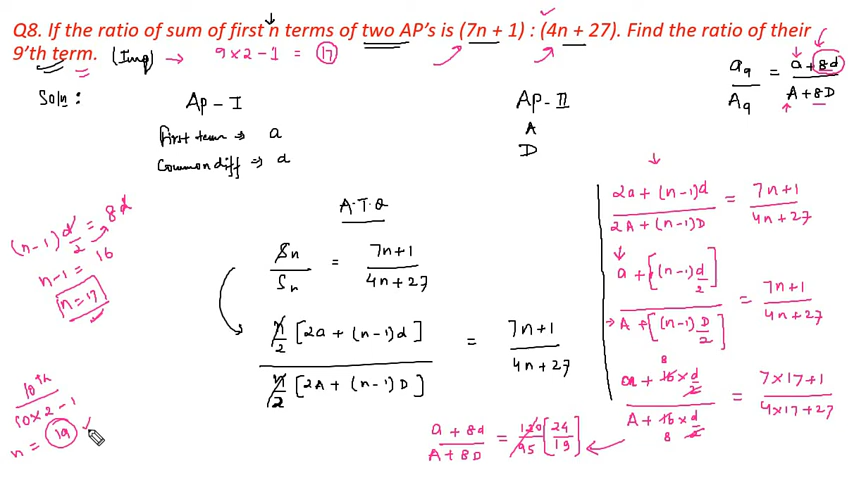 Q8. If the ratio of sum of first n terms of two AP's is (7n + 1) : (4n + 27). Find the ratio of their
9'th term. (Imq) → 9×2-1 = 17
a9/A9 = a+8d/A+8D
Soln:
AP-I
First term → a
Common diff → d
AP-II
A
D
A.T.Q
Sn/Sn = 7n+1/4n+27
n/2[2a+(n-1)d] / n/2[2A+(n-1)D] = 7n+1/4n+27
2a+(n-1)d / 2A+(n-1)D = 7n+1/4n+27
a+[(n-1)d/2] / A+[(n-1)D/2] = 7n+1/4n+27
a+16×d/2 8 / A+16×d/2 8 = 7×17+1/4×17+27
a+8d/A+8D = 120/95 [24/19]
(n-1)d/2 = 8d
n-1 = 16
n=17
10th
10×2-1
n = 19